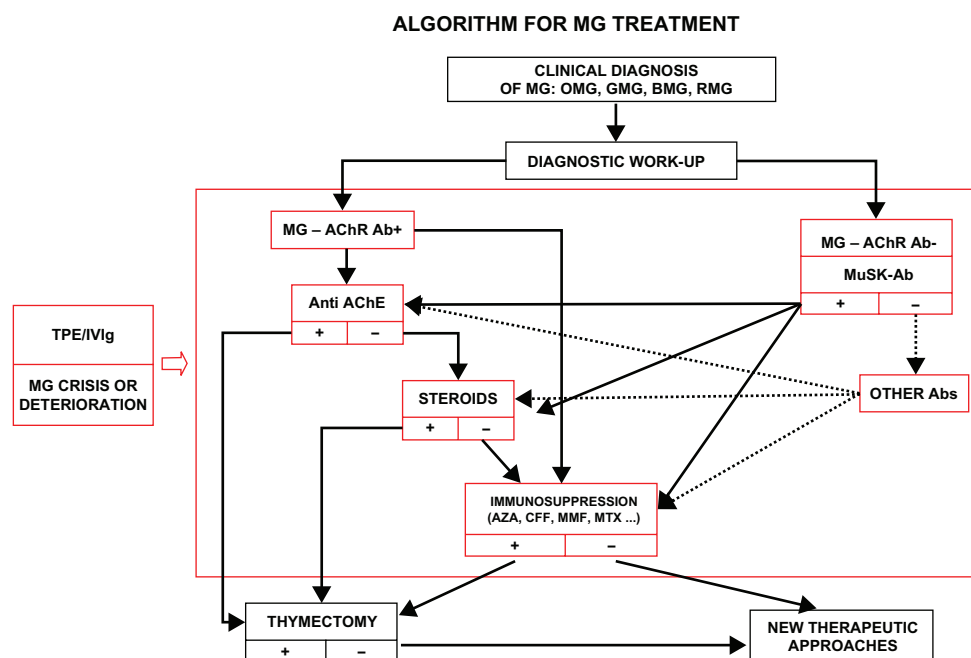 ALGORITHM FOR MG TREATMENT
CLINICAL DIAGNOSIS
OF MG: OMG, GMG, BMG, RMG
DIAGNOSTIC WORK-UP
MG – AChR Ab+
MG – AChR Ab-
MuSK-Ab
+ –
Anti AChE
+ –
TPE/IVIg
MG CRISIS OR
DETERIORATION
STEROIDS
+ –
OTHER Abs
IMMUNOSUPPRESSION
(AZA, CFF, MMF, MTX ...)
+ –
THYMECTOMY
+ –
NEW THERAPEUTIC
APPROACHES